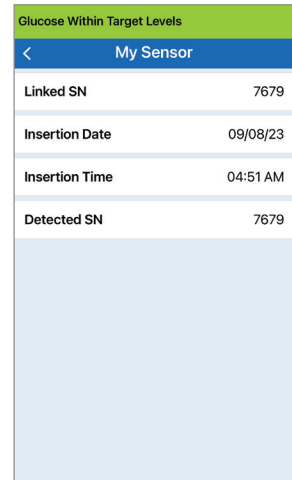 Glucose Within Target Levels
My Sensor
Linked SN 7679
Insertion Date 09/08/23
Insertion Time 04:51 AM
Detected SN 7679